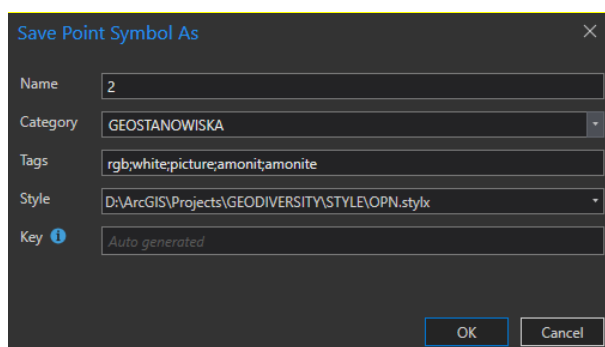 Save Point Symbol As
Name 2
Category GEOSTANOWISKA
Tags rgb;white;picture;amonit;amonite
Style D:\ArcGIS\Projects\GEODIVERSITY\STYLE\OPN.stylx
Key Auto generated
OK Cancel